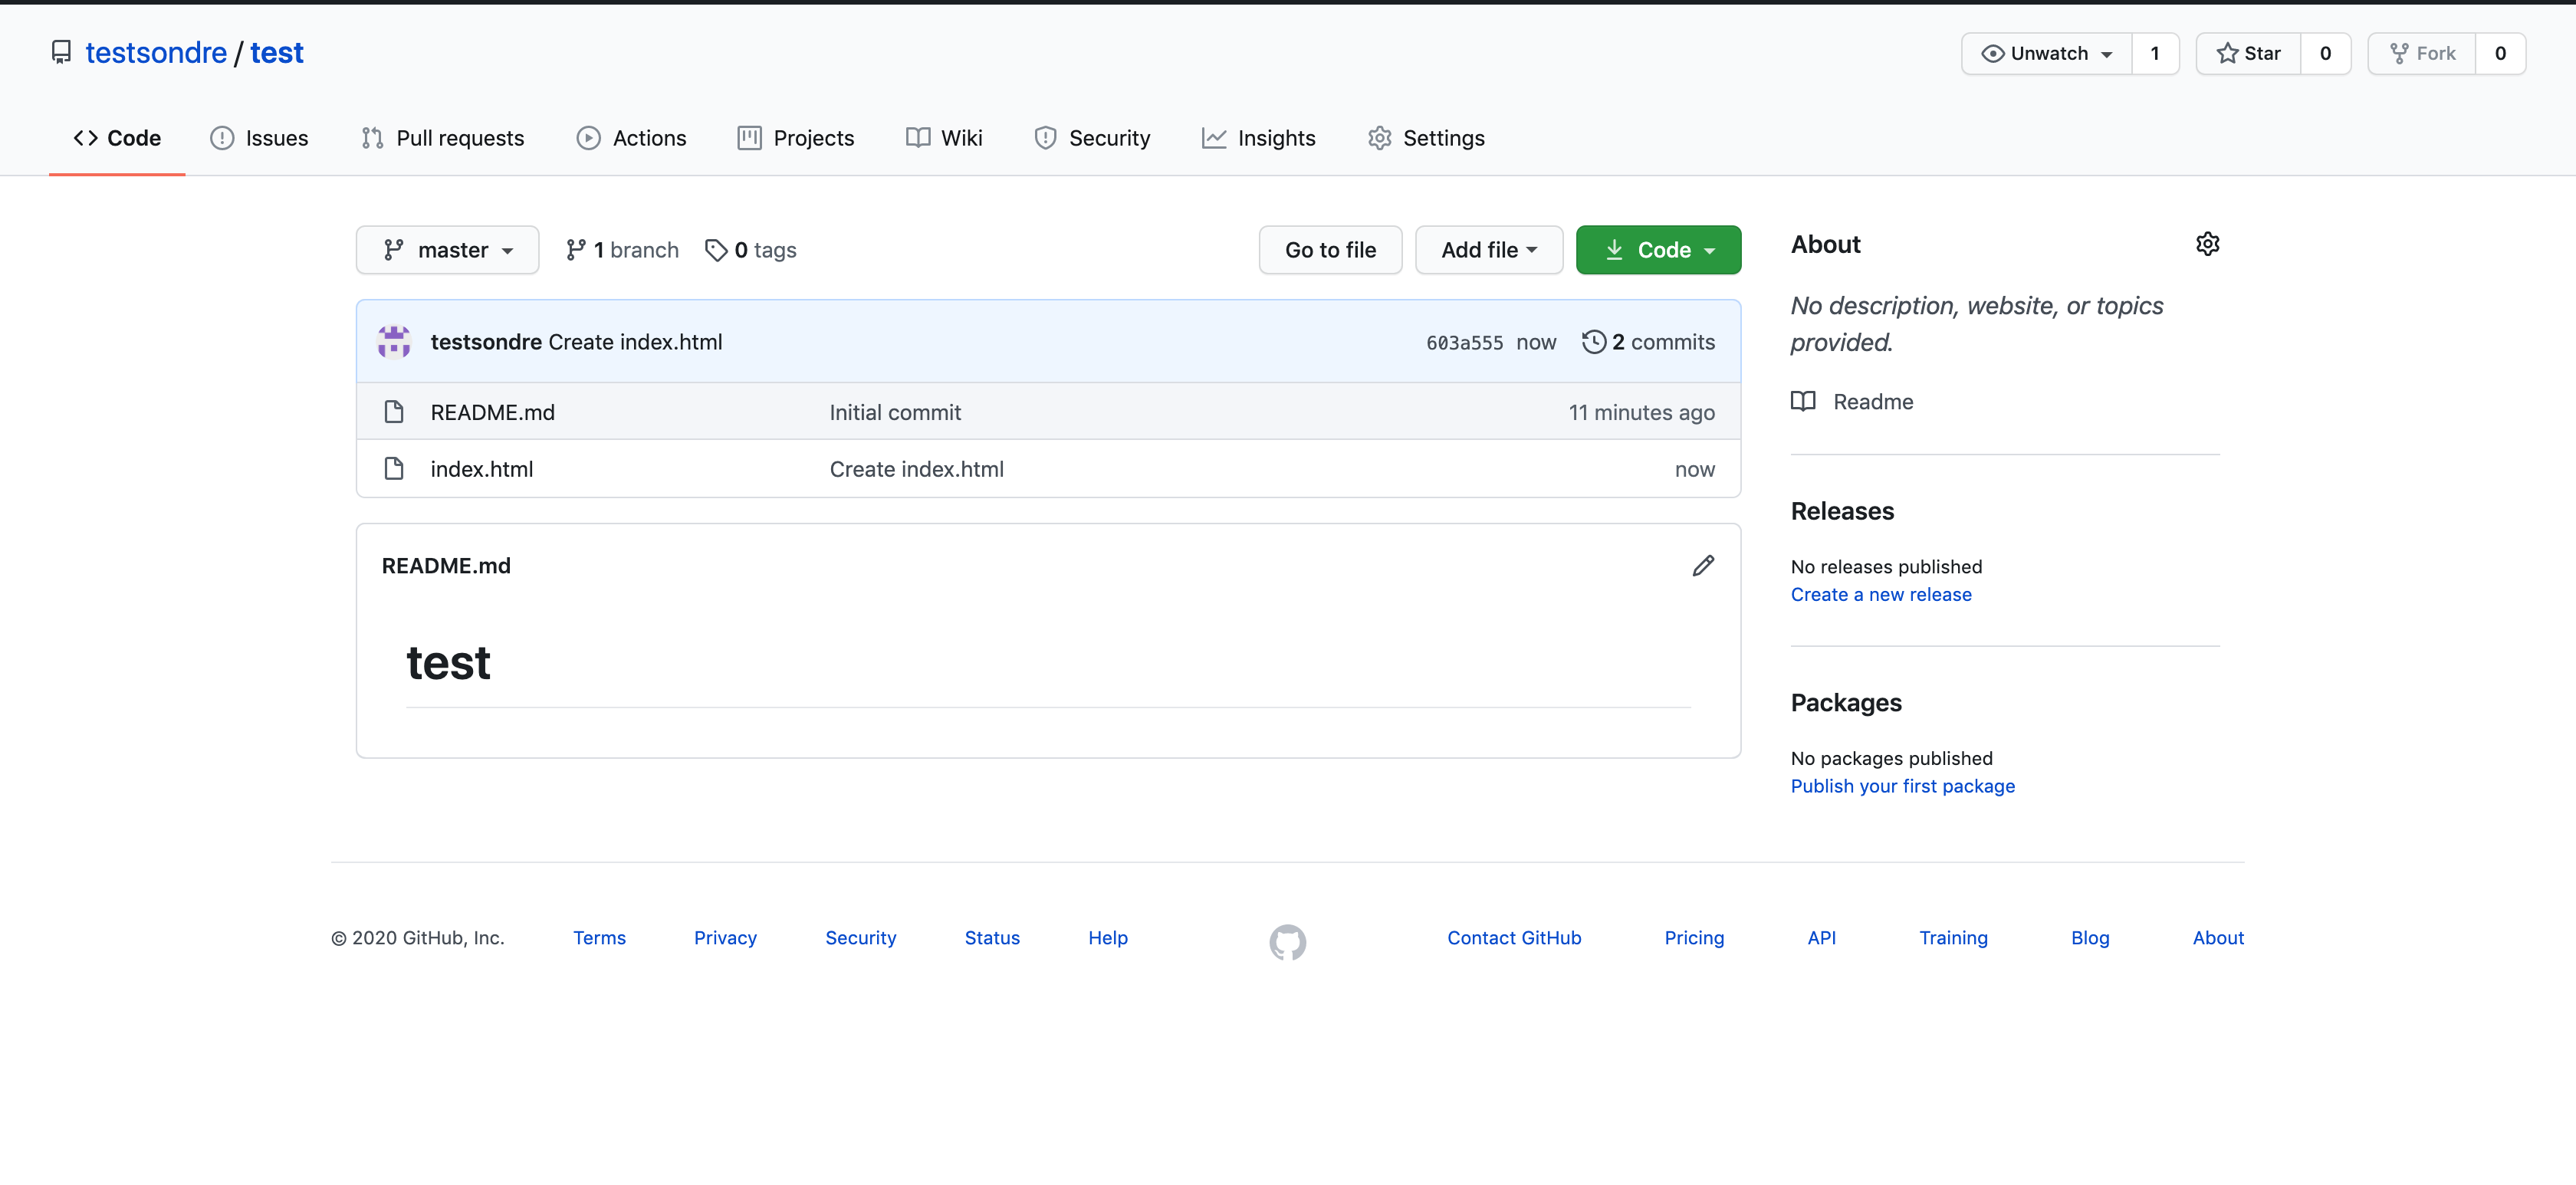 testsondre / test
Unwatch 1 Star 0 Fork 0
Code Issues Pull requests Actions Projects Wiki Security Insights Settings
master 1 branch 0 tags Go to file Add file Code
testsondre Create index.html 603a555 now 2 commits
README.md Initial commit 11 minutes ago
index.html Create index.html now
README.md
test
About
No description, website, or topics
provided.
Readme
Releases
No releases published
Create a new release
Packages
No packages published
Publish your first package
© 2020 GitHub, Inc. Terms Privacy Security Status Help Contact GitHub Pricing API Training Blog About